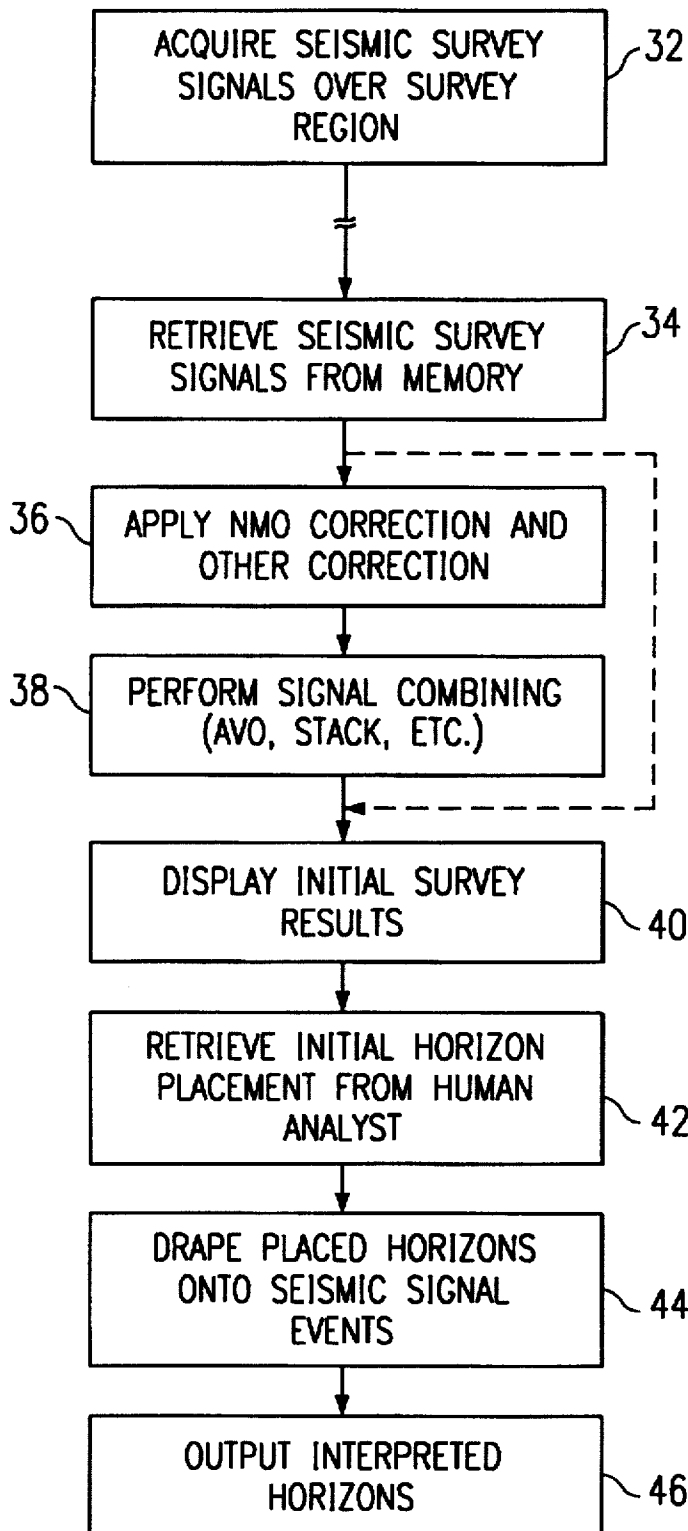 ACQUIRE SEISMIC SURVEY
SIGNALS OVER SURVEY
REGION
32
RETRIEVE SEISMIC SURVEY
SIGNALS FROM MEMORY
34
36
APPLY NMO CORRECTION AND
OTHER CORRECTION
38
PERFORM SIGNAL COMBINING
(AVO, STACK, ETC.)
DISPLAY INITIAL SURVEY
RESULTS
40
RETRIEVE INITIAL HORIZON
PLACEMENT FROM HUMAN
ANALYST
42
DRAPE PLACED HORIZONS
ONTO SEISMIC SIGNAL
EVENTS
44
OUTPUT INTERPRETED
HORIZONS
46